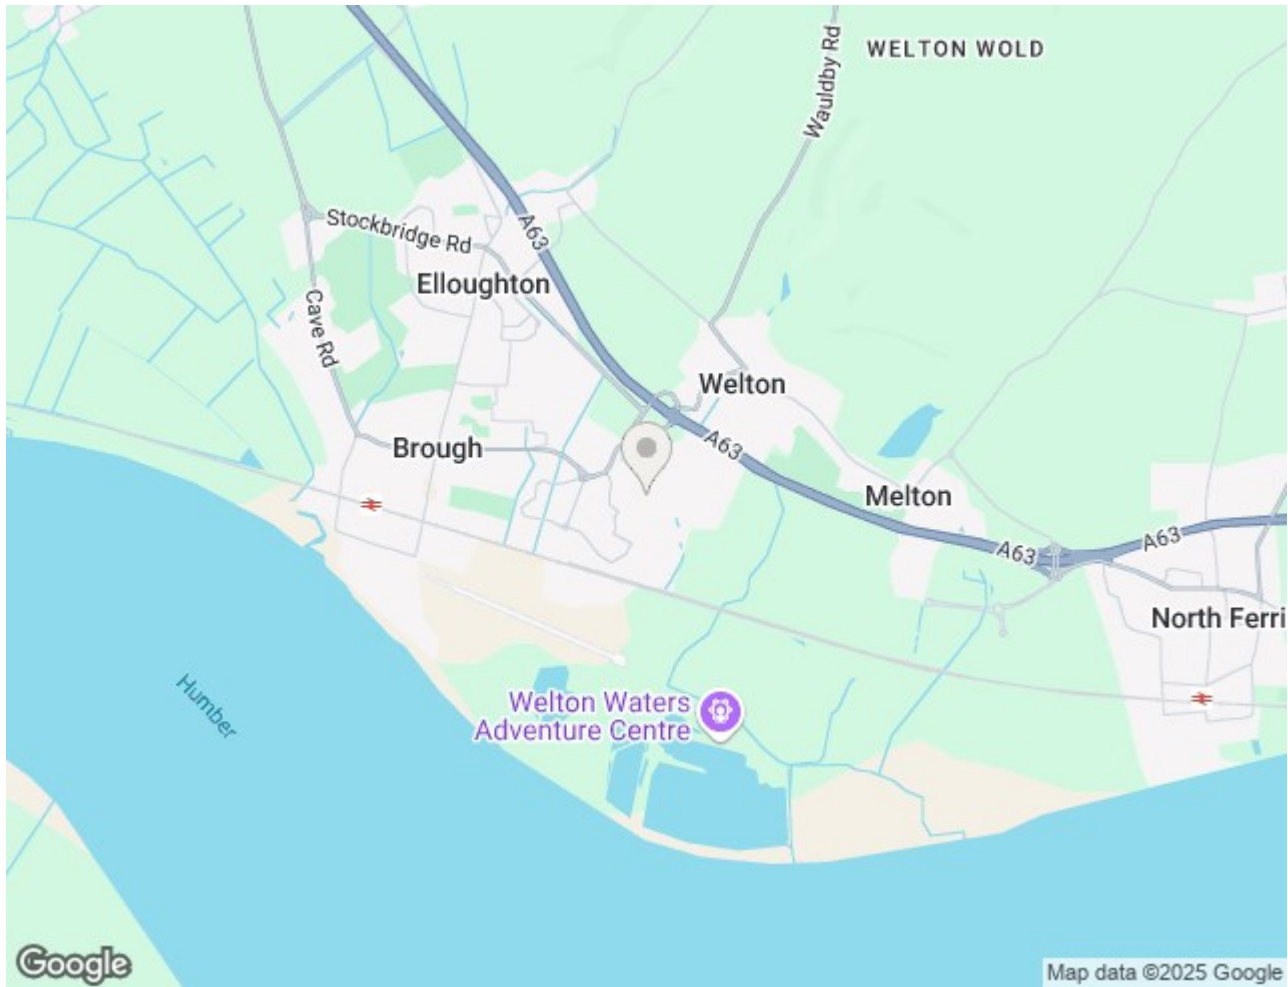 WELTON WOLD
Wauldby Rd
Stockbridge Rd
A63
Elloughton
Cave Rd
Welton
A63
Brough
Melton
A63
A63
North Ferri
Welton Waters
Adventure Centre
Humber
Google
Map data ©2025 Google